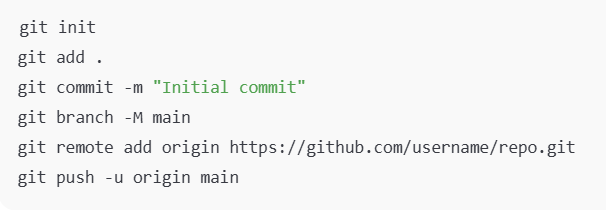 git init
git add .
git commit -m "Initial commit"
git branch -M main
git remote add origin https://github.com/username/repo.git
git push -u origin main